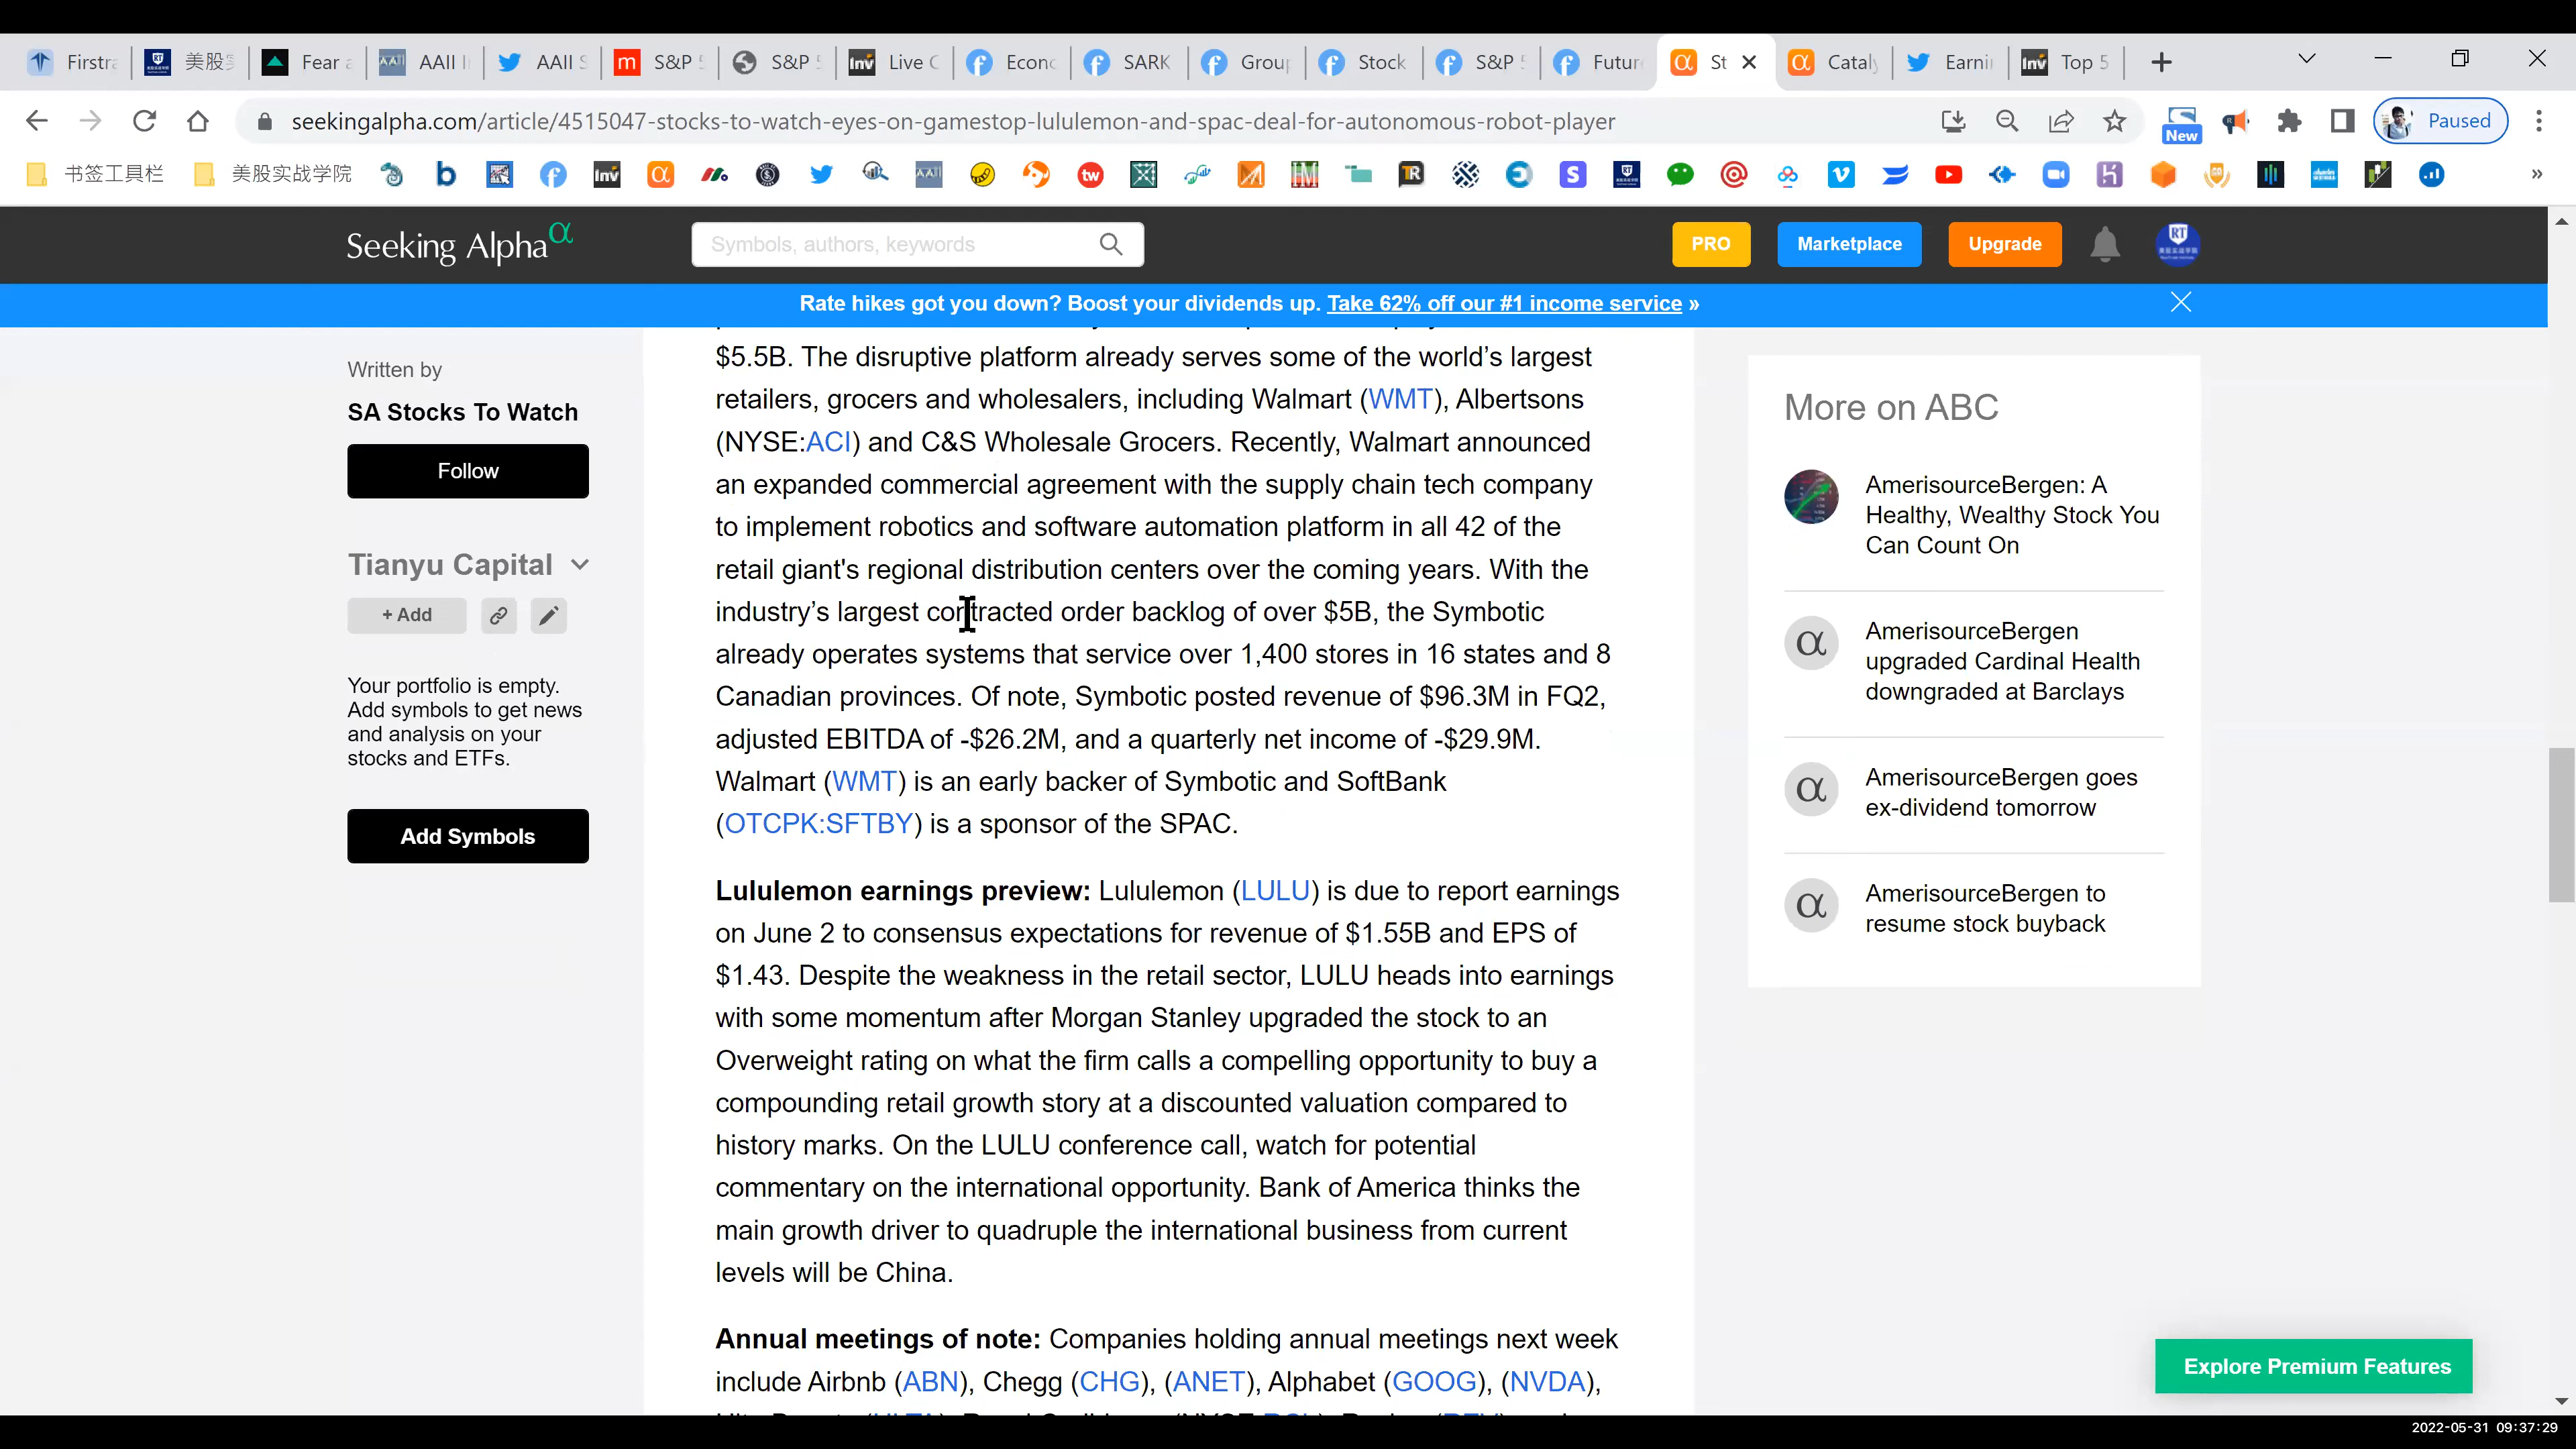 Firstra
美股实
Fear a
AAII I
AAII S
S&P 5
S&P 5
Live C
Econo
SARK
Group
Stock
S&P 5
Future
St
Cataly
Earni
Top 5
seekingalpha.com/article/4515047-stocks-to-watch-eyes-on-gamestop-lululemon-and-spac-deal-for-autonomous-robot-player
New
Paused
书签工具栏
美股实战学院
Seeking Alpha α
Symbols, authors, keywords
PRO
Marketplace
Upgrade
Rate hikes got you down? Boost your dividends up. Take 62% off our #1 income service »
Written by
SA Stocks To Watch
Follow
Tianyu Capital
+ Add
Your portfolio is empty.
Add symbols to get news
and analysis on your
stocks and ETFs.
Add Symbols
$5.5B. The disruptive platform already serves some of the world’s largest
retailers, grocers and wholesalers, including Walmart (WMT), Albertsons
(NYSE:ACI) and C&S Wholesale Grocers. Recently, Walmart announced
an expanded commercial agreement with the supply chain tech company
to implement robotics and software automation platform in all 42 of the
retail giant's regional distribution centers over the coming years. With the
industry’s largest contracted order backlog of over $5B, the Symbotic
already operates systems that service over 1,400 stores in 16 states and 8
Canadian provinces. Of note, Symbotic posted revenue of $96.3M in FQ2,
adjusted EBITDA of -$26.2M, and a quarterly net income of -$29.9M.
Walmart (WMT) is an early backer of Symbotic and SoftBank
(OTCPK:SFTBY) is a sponsor of the SPAC.
Lululemon earnings preview: Lululemon (LULU) is due to report earnings
on June 2 to consensus expectations for revenue of $1.55B and EPS of
$1.43. Despite the weakness in the retail sector, LULU heads into earnings
with some momentum after Morgan Stanley upgraded the stock to an
Overweight rating on what the firm calls a compelling opportunity to buy a
compounding retail growth story at a discounted valuation compared to
history marks. On the LULU conference call, watch for potential
commentary on the international opportunity. Bank of America thinks the
main growth driver to quadruple the international business from current
levels will be China.
Annual meetings of note: Companies holding annual meetings next week
include Airbnb (ABN), Chegg (CHG), (ANET), Alphabet (GOOG), (NVDA),
More on ABC
AmerisourceBergen: A
Healthy, Wealthy Stock You
Can Count On
AmerisourceBergen
upgraded Cardinal Health
downgraded at Barclays
AmerisourceBergen goes
ex-dividend tomorrow
AmerisourceBergen to
resume stock buyback
Explore Premium Features
2022-05-31 09:37:29